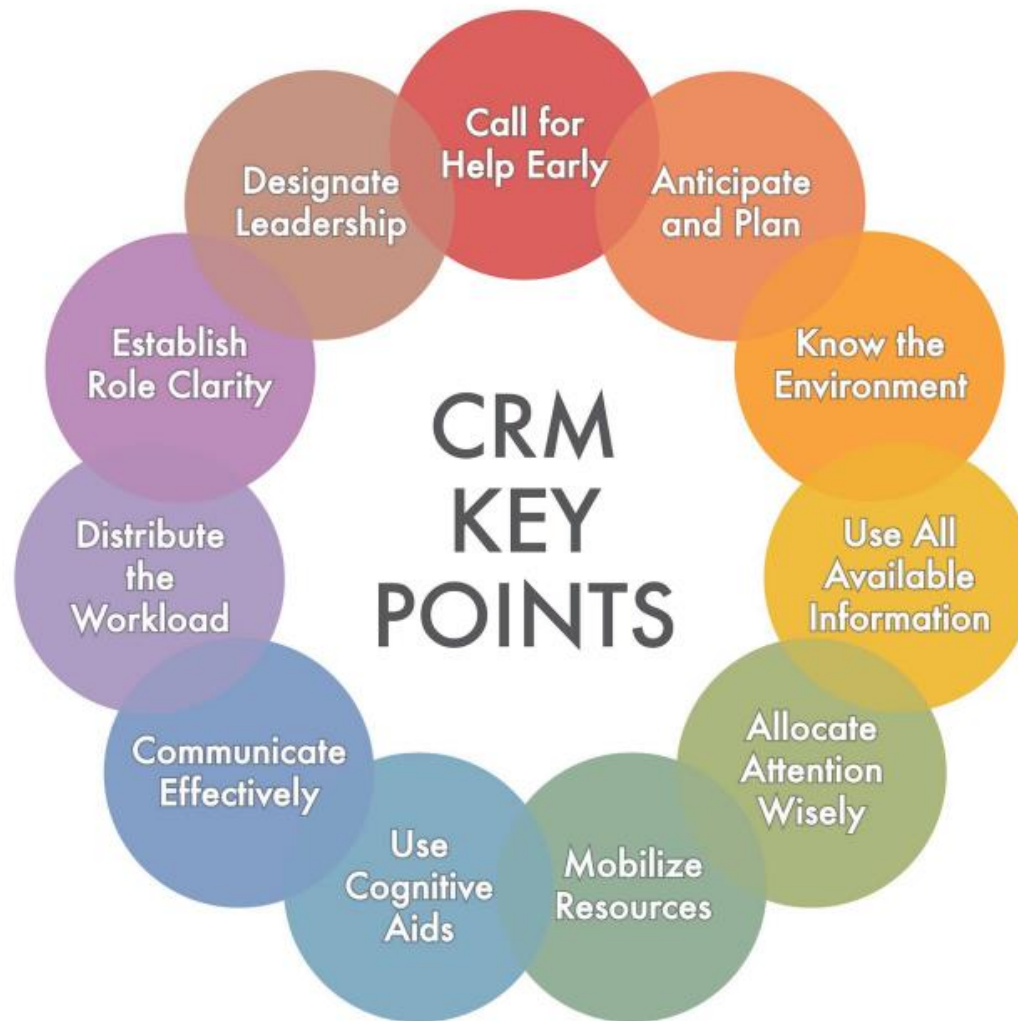 Call for
Help Early
Anticipate
and Plan
Know the
Environment
Use All
Available
Information
Allocate
Attention
Wisely
Mobilize
Resources
Use
Cognitive
Aids
Communicate
Effectively
Distribute
the
Workload
Establish
Role Clarity
Designate
Leadership
CRM
KEY
POINTS